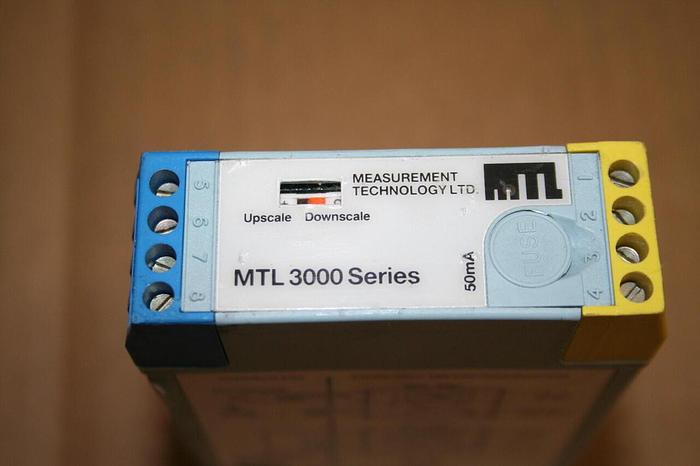 MEASUREMENT
TECHNOLOGY LTD.
MTL
Upscale Downscale
MTL 3000 Series
50mA
FUSE
5
6
7
8
1
2
3
4